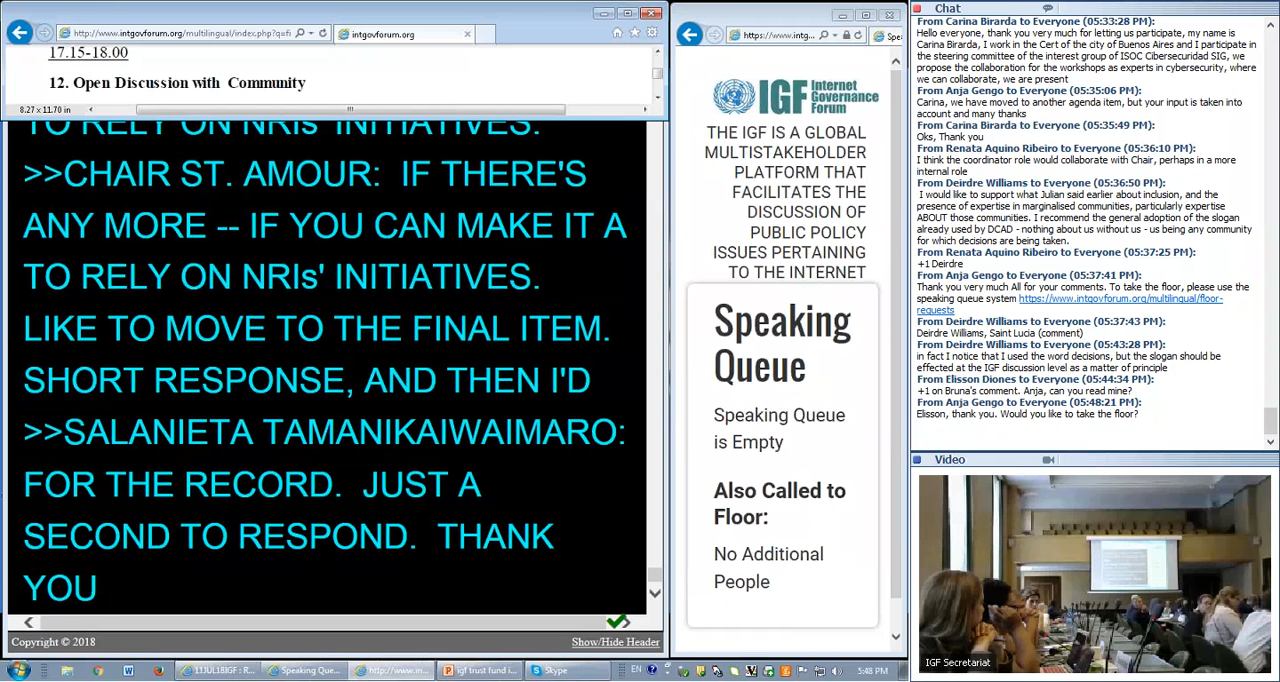 http://www.intgovforum.org/multilingual/index.php?q=fi
intgovforum.org
17.15-18.00
12. Open Discussion with Community
8.27 x 11.70 in
TO RELY ON NRIs' INITIATIVES.
>>CHAIR ST. AMOUR: IF THERE'S
ANY MORE -- IF YOU CAN MAKE IT A
TO RELY ON NRIs' INITIATIVES.
LIKE TO MOVE TO THE FINAL ITEM.
SHORT RESPONSE, AND THEN I'D
>>SALANIETA TAMANIKAIWAIMARO:
FOR THE RECORD. JUST A
SECOND TO RESPOND. THANK
YOU
Copyright © 2018
Show/Hide Header
https://www.intg...
IGF Internet
Governance
Forum
THE IGF IS A GLOBAL
MULTISTAKEHOLDER
PLATFORM THAT
FACILITATES THE
DISCUSSION OF
PUBLIC POLICY
ISSUES PERTAINING
TO THE INTERNET
Speaking
Queue
Speaking Queue
is Empty
Also Called to
Floor:
No Additional
People
Chat
From Carina Birarda to Everyone (05:33:28 PM):
Hello everyone, thank you very much for letting us participate, my name is
Carina Birarda, I work in the Cert of the city of Buenos Aires and I participate in
the steering committee of the interest group of ISOC Cibersecuridad SIG, we
propose the collaboration for the workshops as experts in cybersecurity, where
we can collaborate, we are present
From Anja Gengo to Everyone (05:35:06 PM):
Carina, we have moved to another agenda item, but your input is taken into
account and many thanks
From Carina Birarda to Everyone (05:35:49 PM):
Oks, Thank you
From Renata Aquino Ribeiro to Everyone (05:36:10 PM):
I think the coordinator role would collaborate with Chair, perhaps in a more
internal role
From Deirdre Williams to Everyone (05:36:50 PM):
I would like to support what Julian said earlier about inclusion, and the
presence of expertise in marginalised communities, particularly expertise
ABOUT those communities. I recommend the general adoption of the slogan
already used by DCAD - nothing about us without us - us being any community
for which decisions are being taken.
From Renata Aquino Ribeiro to Everyone (05:37:25 PM):
+1 Deirdre
From Anja Gengo to Everyone (05:37:41 PM):
Thank you very much All for your comments. To take the floor, please use the
speaking queue system https://www.intgovforum.org/multilingual/floor-
requests
From Deirdre Williams to Everyone (05:37:43 PM):
Deirdre Williams, Saint Lucia (comment)
From Deirdre Williams to Everyone (05:43:28 PM):
in fact I notice that I used the word decisions, but the slogan should be
effected at the IGF discussion level as a matter of principle
From Elisson Diones to Everyone (05:44:34 PM):
+1 on Bruna's comment. Anja, can you read mine?
From Anja Gengo to Everyone (05:48:21 PM):
Elisson, thank you. Would you like to take the floor?
Video
IGF Secretariat
11JUL18IGF : R...
Speaking Que...
http://www.in...
igf trust fund i...
Skype
EN
5:48 PM